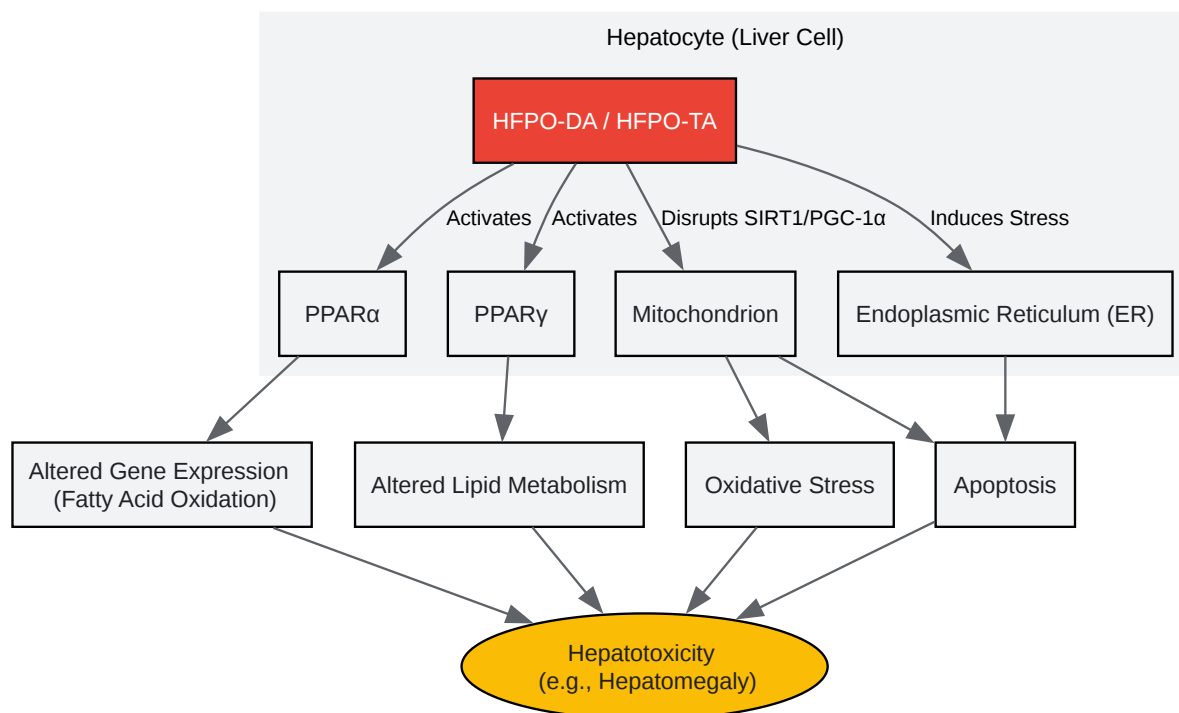 Hepatocyte (Liver Cell)
HFPO-DA / HFPO-TA
Activates
Activates
Disrupts SIRT1/PGC-1α
Induces Stress
PPARα
PPARγ
Mitochondrion
Endoplasmic Reticulum (ER)
Altered Gene Expression
(Fatty Acid Oxidation)
Altered Lipid Metabolism
Oxidative Stress
Apoptosis
Hepatotoxicity
(e.g., Hepatomegaly)